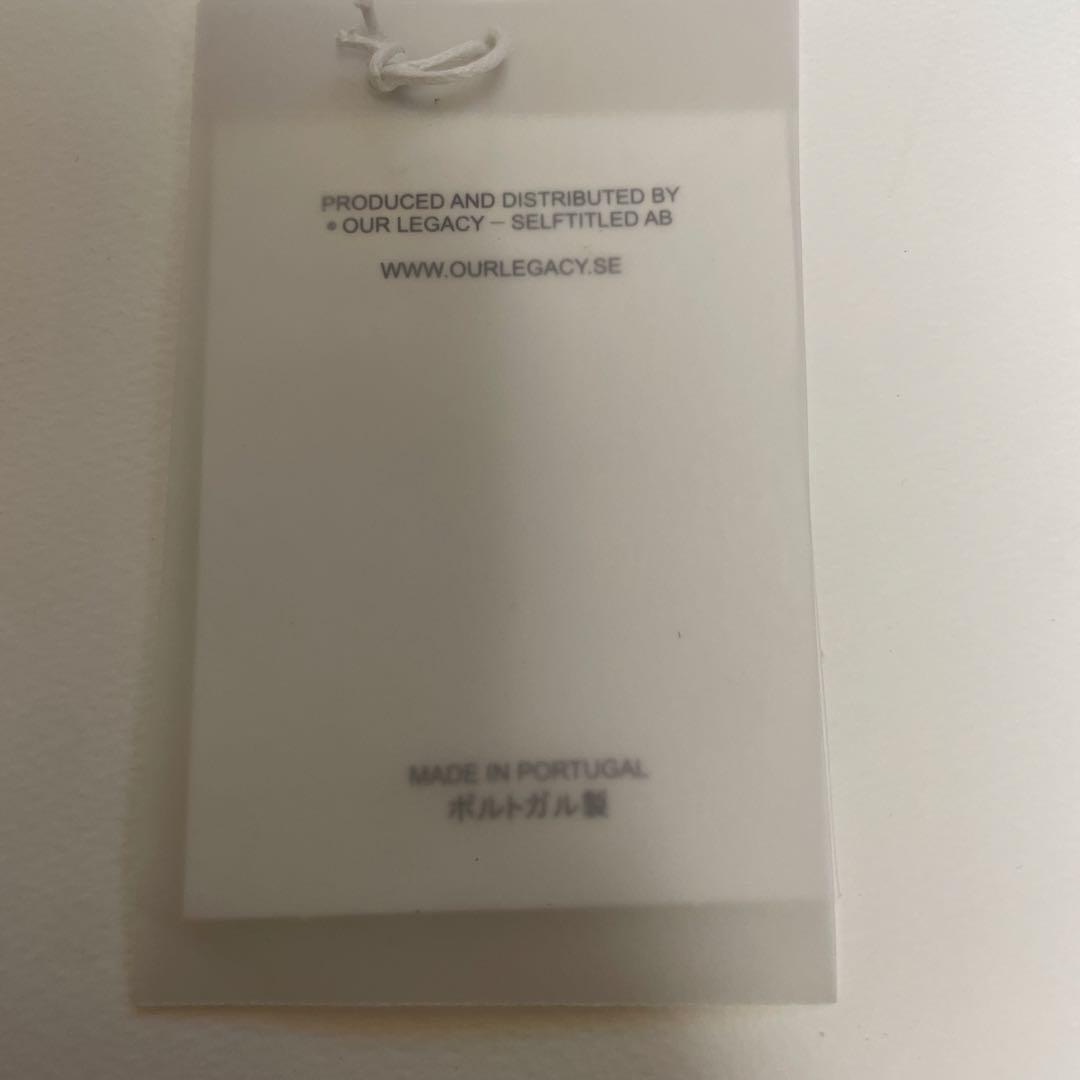 PRODUCED AND DISTRIBUTED BY
● OUR LEGACY — SELFTITLED AB
WWW.OURLEGACY.SE
MADE IN PORTUGAL
ポルトガル製